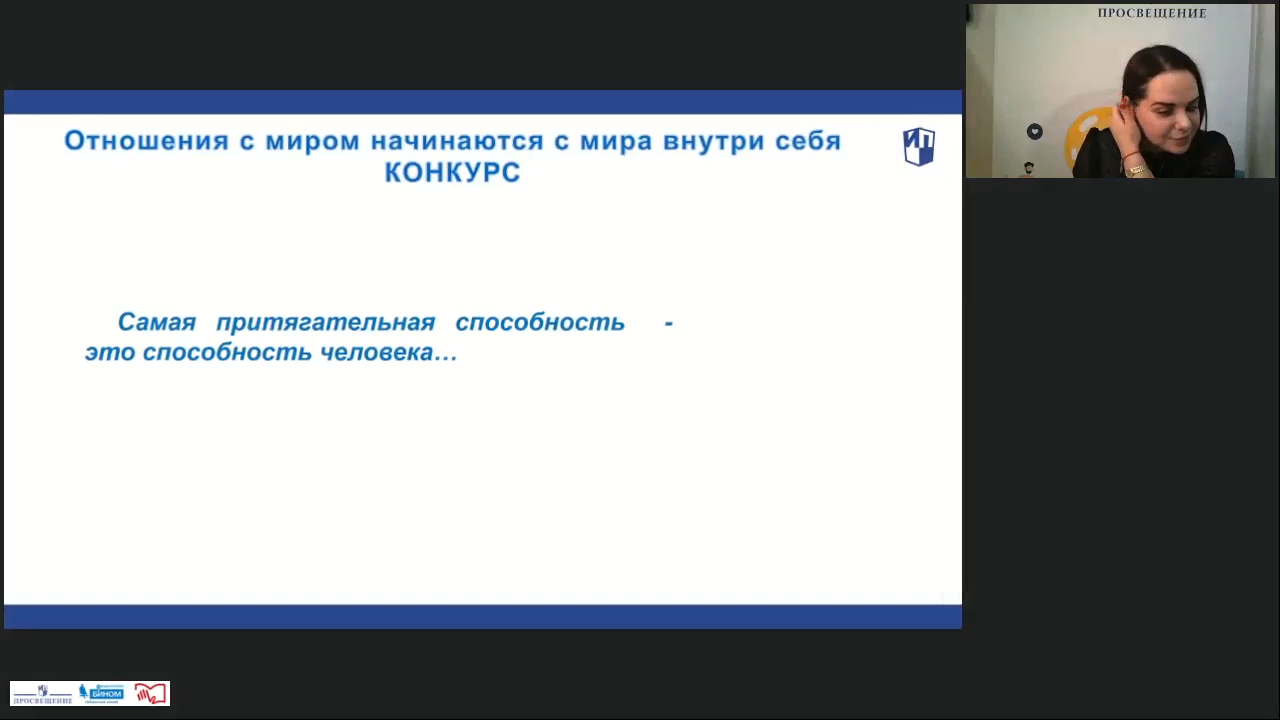 ПРОСВЕЩЕНИЕ
Отношения с миром начинаются с мира внутри себя
КОНКУРС
Самая притягательная способность -
это способность человека…
ПРОСВЕЩЕНИЕ
БИНОМ